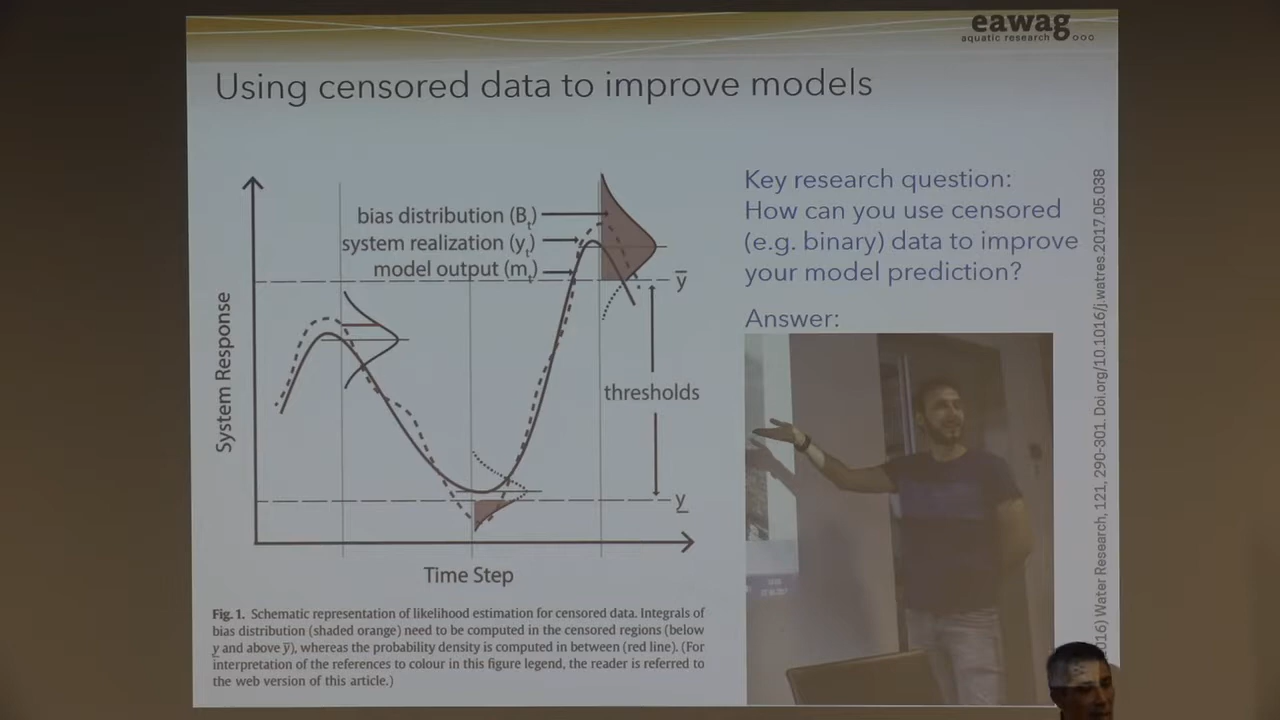 eawag
aquatic research
Using censored data to improve models
bias distribution (Bt)
system realization (yt)
model output (mt)
ȳ
thresholds
y̲
System Response
Time Step
Key research question:
How can you use censored
(e.g. binary) data to improve
your model prediction?
Answer:
Fig. 1. Schematic representation of likelihood estimation for censored data. Integrals of
bias distribution (shaded orange) need to be computed in the censored regions (below
y̲ and above ȳ), whereas the probability density is computed in between (red line). (For
interpretation of the references to colour in this figure legend, the reader is referred to
the web version of this article.)
016) Water Research, 121, 290-301. Doi.org/10.1016/j.watres.2017.05.038